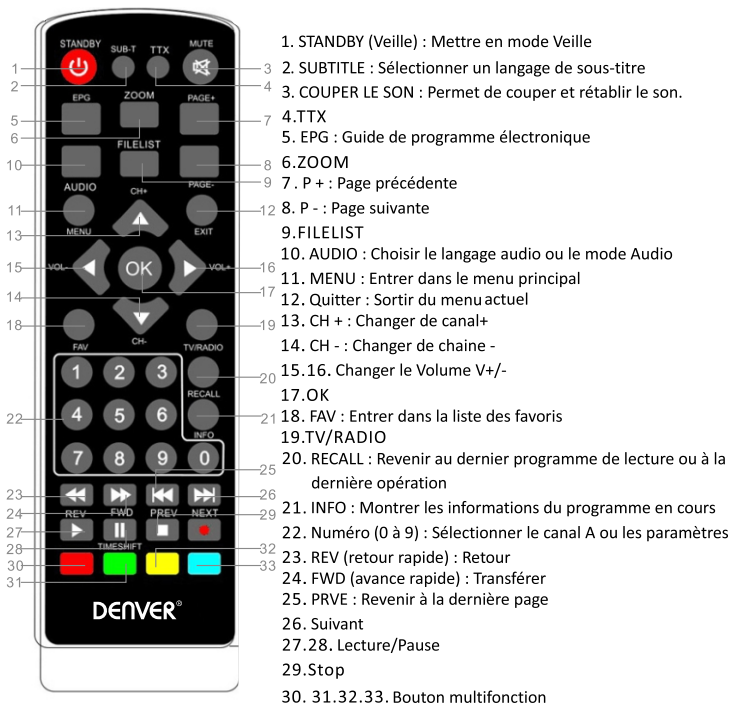 STANDBY
SUB-T
TTX
MUTE
1
2
3
4
EPG
ZOOM
PAGE+
5
6
7
FILELIST
10
8
9
AUDIO
CH+
PAGE-
11
12
MENU
EXIT
13
VOL-
OK
VOL+
15
16
17
14
18
19
FAV
CH-
TV/RADIO
1 2 3
20
RECALL
4 5 6
22
21
INFO
7 8 9 0
25
23
26
REV FWD PREV NEXT
24
29
27
28
TIMESHIFT
32
30
33
31
DENVER®
1. STANDBY (Veille) : Mettre en mode Veille
2. SUBTITLE : Sélectionner un langage de sous-titre
3. COUPER LE SON : Permet de couper et rétablir le son.
4.TTX
5. EPG : Guide de programme électronique
6.ZOOM
7. P + : Page précédente
8. P - : Page suivante
9.FILELIST
10. AUDIO : Choisir le langage audio ou le mode Audio
11. MENU : Entrer dans le menu principal
12. Quitter : Sortir du menu actuel
13. CH + : Changer de canal+
14. CH - : Changer de chaine -
15.16. Changer le Volume V+/-
17.OK
18. FAV : Entrer dans la liste des favoris
19.TV/RADIO
20. RECALL : Revenir au dernier programme de lecture ou à la
dernière opération
21. INFO : Montrer les informations du programme en cours
22. Numéro (0 à 9) : Sélectionner le canal A ou les paramètres
23. REV (retour rapide) : Retour
24. FWD (avance rapide) : Transférer
25. PRVE : Revenir à la dernière page
26. Suivant
27.28. Lecture/Pause
29.Stop
30. 31.32.33. Bouton multifonction